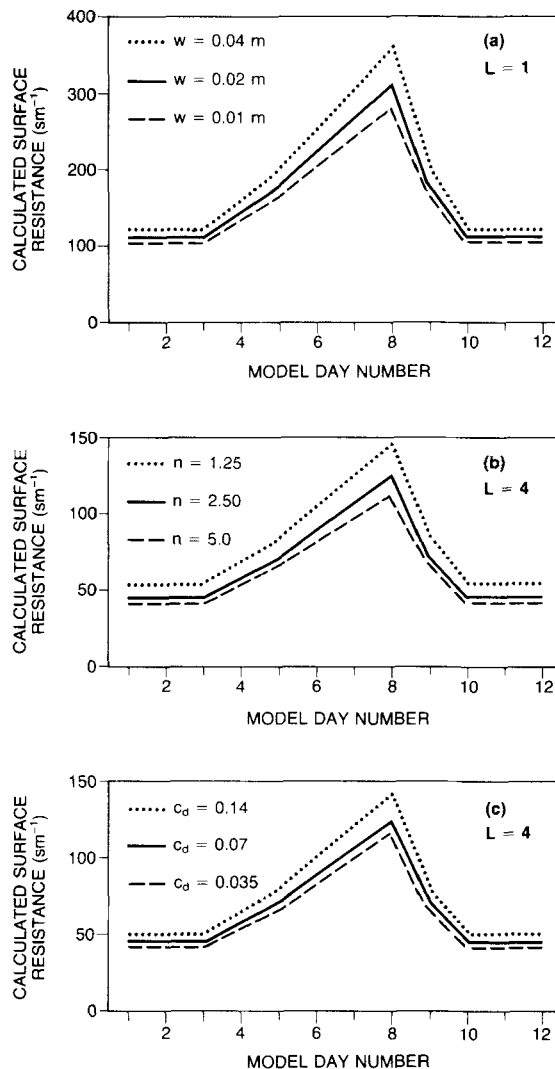 (a)
L = 1
w = 0.04 m
w = 0.02 m
w = 0.01 m
CALCULATED SURFACE
RESISTANCE (sm⁻¹)
400
300
200
100
0
2 4 6 8 10 12
MODEL DAY NUMBER
(b)
L = 4
n = 1.25
n = 2.50
n = 5.0
CALCULATED SURFACE
RESISTANCE (sm⁻¹)
150
100
50
0
2 4 6 8 10 12
MODEL DAY NUMBER
(c)
L = 4
c_d = 0.14
c_d = 0.07
c_d = 0.035
CALCULATED SURFACE
RESISTANCE (sm⁻¹)
150
100
50
0
2 4 6 8 10 12
MODEL DAY NUMBER